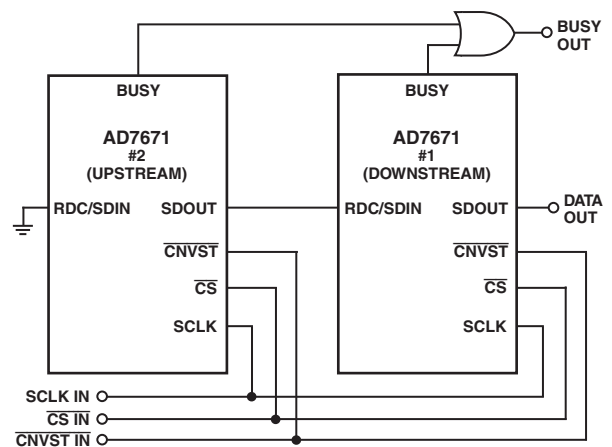 BUSY
OUT
BUSY
BUSY
AD7671
#2
(UPSTREAM)
AD7671
#1
(DOWNSTREAM)
RDC/SDIN
SDOUT
RDC/SDIN
SDOUT
DATA
OUT
CNVST
CNVST
CS
CS
SCLK
SCLK
SCLK IN
CS IN
CNVST IN